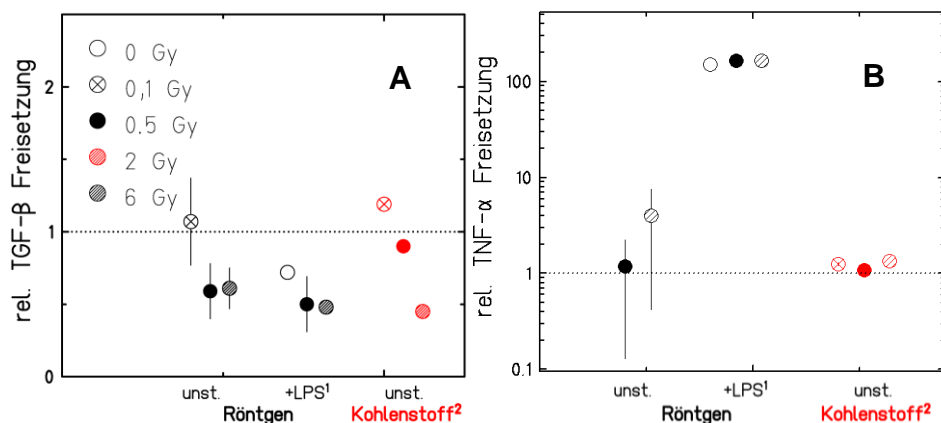 rel. TGF-β Freisetzung
2
1
0
0 Gy
0,1 Gy
0.5 Gy
2 Gy
6 Gy
A
unst.
+LPS¹
unst.
Röntgen
Kohlenstoff²
rel. TNF-α Freisetzung
100
10
1
0.1
B
unst.
+LPS¹
unst.
Röntgen
Kohlenstoff²